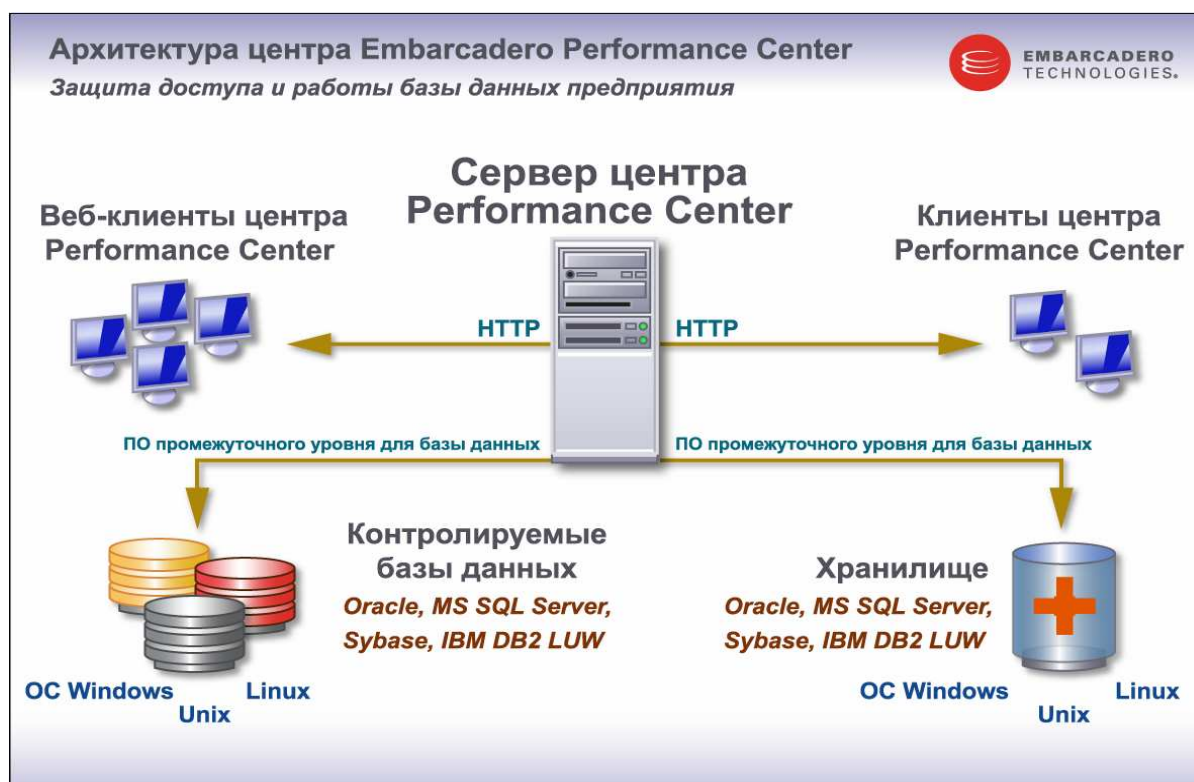 Архитектура центра Embarcadero Performance Center
Защита доступа и работы базы данных предприятия
EMBARCADERO
TECHNOLOGIES.
Сервер центра
Performance Center
Веб-клиенты центра
Performance Center
Клиенты центра
Performance Center
HTTP
HTTP
ПО промежуточного уровня для базы данных
ПО промежуточного уровня для базы данных
Контролируемые
базы данных
Oracle, MS SQL Server,
Sybase, IBM DB2 LUW
ОС Windows
Linux
Unix
Хранилище
Oracle, MS SQL Server,
Sybase, IBM DB2 LUW
ОС Windows
Linux
Unix